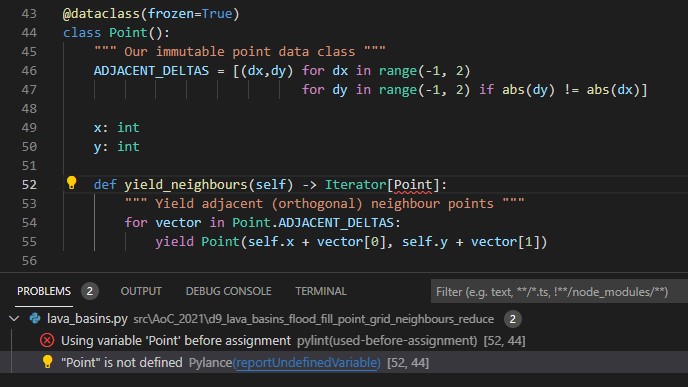 43 @dataclass(frozen=True)
44 class Point():
45     """ Our immutable point data class """
46     ADJACENT_DELTAS = [(dx,dy) for dx in range(-1, 2)
47                                for dy in range(-1, 2) if abs(dy) != abs(dx)]
48
49     x: int
50     y: int
51
52     def yield_neighbours(self) -> Iterator[Point]:
53         """ Yield adjacent (orthogonal) neighbour points """
54         for vector in Point.ADJACENT_DELTAS:
55             yield Point(self.x + vector[0], self.y + vector[1])
56
PROBLEMS 2 OUTPUT DEBUG CONSOLE TERMINAL Filter (e.g. text, **/*.ts, !**/node_modules/**)
lava_basins.py src\AoC_2021\d9_lava_basins_flood_fill_point_grid_neighbours_reduce 2
Using variable 'Point' before assignment pylint(used-before-assignment) [52, 44]
"Point" is not defined Pylance(reportUndefinedVariable) [52, 44]